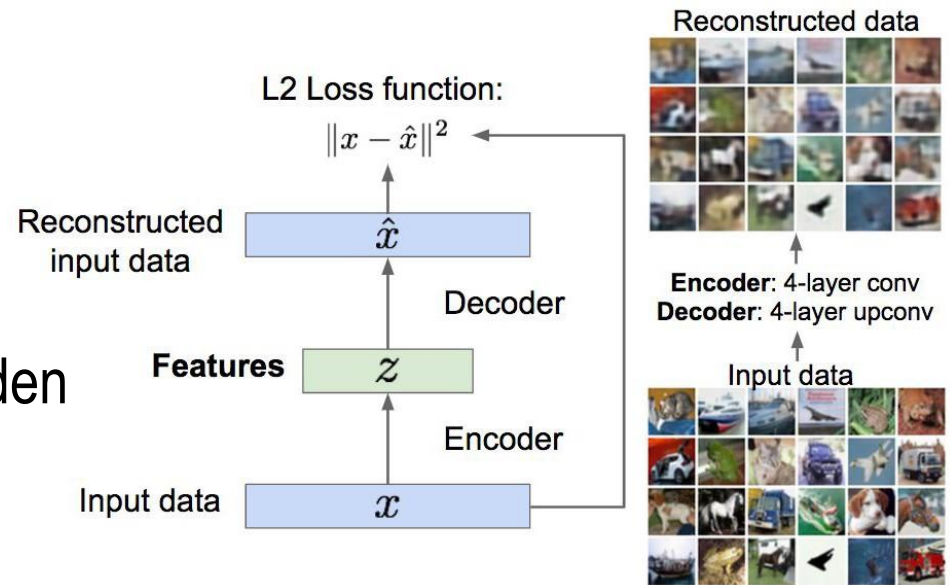 Reconstructed data
L2 Loss function:
‖x − x̂‖²
Reconstructed
input data
x̂
Decoder
Encoder: 4-layer conv
Decoder: 4-layer upconv
Features
z
den
Input data
Encoder
Input data
x